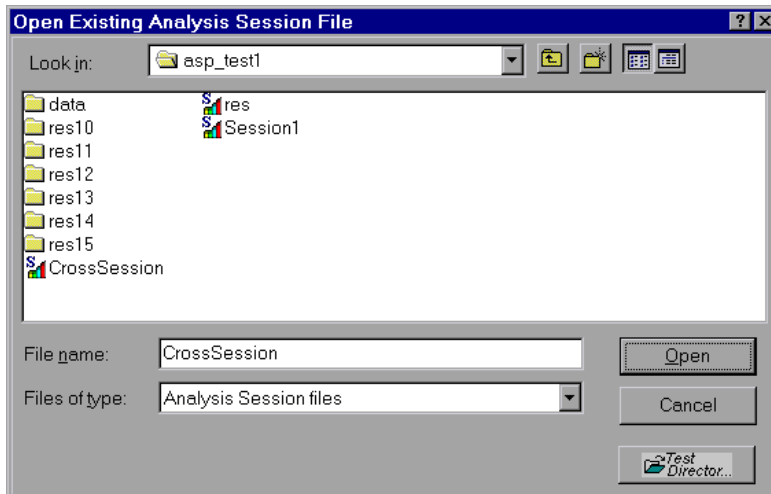 Open Existing Analysis Session File
Look in: asp_test1
data
res10
res11
res12
res13
res14
res15
CrossSession
res
Session1
File name: CrossSession
Open
Files of type: Analysis Session files
Cancel
Test
Director...